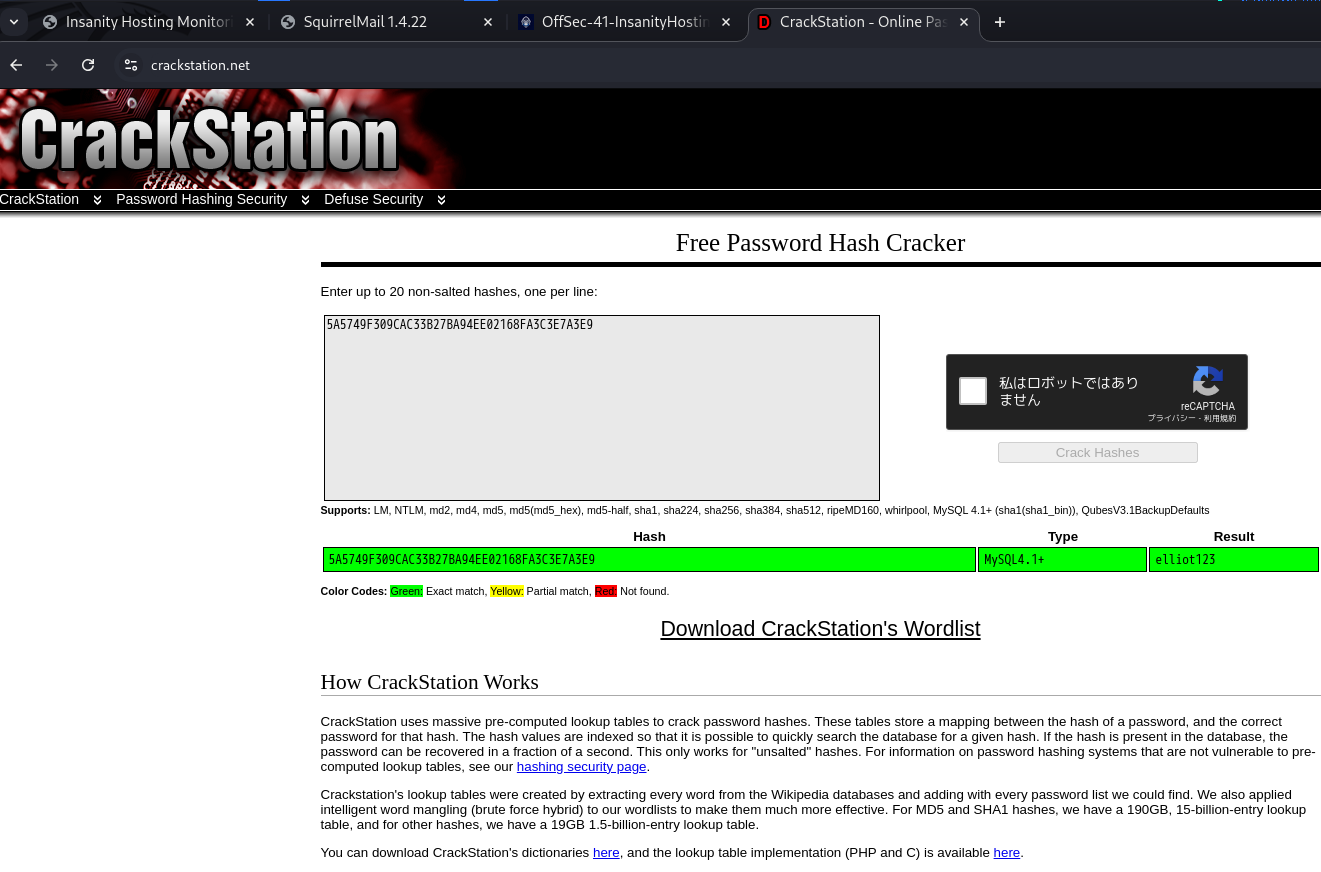 Insanity Hosting Monitori
SquirrelMail 1.4.22
OffSec-41-InsanityHostin
CrackStation - Online Pas
crackstation.net
CrackStation
CrackStation
Password Hashing Security
Defuse Security
Free Password Hash Cracker
Enter up to 20 non-salted hashes, one per line:
5A5749F309CAC33B27BA94EE02168FA3C3E7A3E9
私はロボットではあり
ません
reCAPTCHA
プライバシー - 利用規約
Crack Hashes
Supports: LM, NTLM, md2, md4, md5, md5(md5_hex), md5-half, sha1, sha224, sha256, sha384, sha512, ripeMD160, whirlpool, MySQL 4.1+ (sha1(sha1_bin)), QubesV3.1BackupDefaults
Hash Type Result
5A5749F309CAC33B27BA94EE02168FA3C3E7A3E9 MySQL4.1+ elliot123
Color Codes: Green: Exact match, Yellow: Partial match, Red: Not found.
Download CrackStation's Wordlist
How CrackStation Works
CrackStation uses massive pre-computed lookup tables to crack password hashes. These tables store a mapping between the hash of a password, and the correct
password for that hash. The hash values are indexed so that it is possible to quickly search the database for a given hash. If the hash is present in the database, the
password can be recovered in a fraction of a second. This only works for "unsalted" hashes. For information on password hashing systems that are not vulnerable to pre-
computed lookup tables, see our hashing security page.
Crackstation's lookup tables were created by extracting every word from the Wikipedia databases and adding with every password list we could find. We also applied
intelligent word mangling (brute force hybrid) to our wordlists to make them much more effective. For MD5 and SHA1 hashes, we have a 190GB, 15-billion-entry lookup
table, and for other hashes, we have a 19GB 1.5-billion-entry lookup table.
You can download CrackStation's dictionaries here, and the lookup table implementation (PHP and C) is available here.